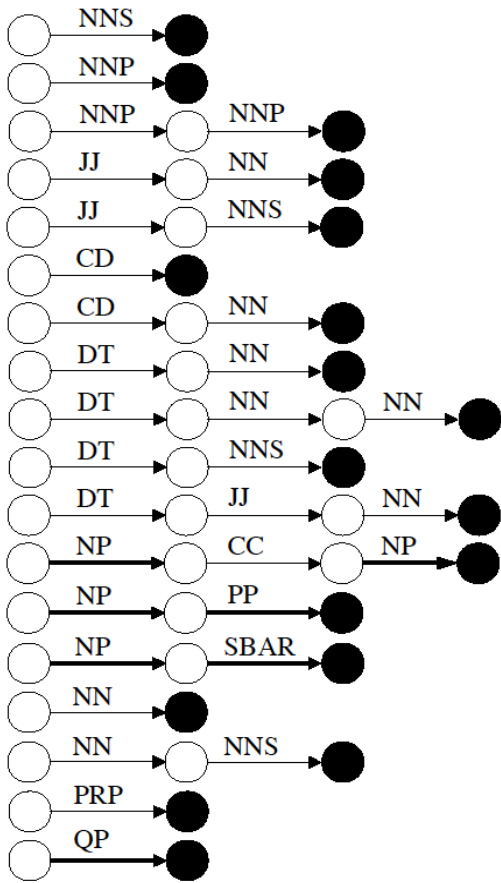 NNS
NNP
NNP NNP
JJ NN
JJ NNS
CD
CD NN
DT NN
DT NN NN
DT NNS
DT JJ NN
NP CC NP
NP PP
NP SBAR
NN
NN NNS
PRP
QP